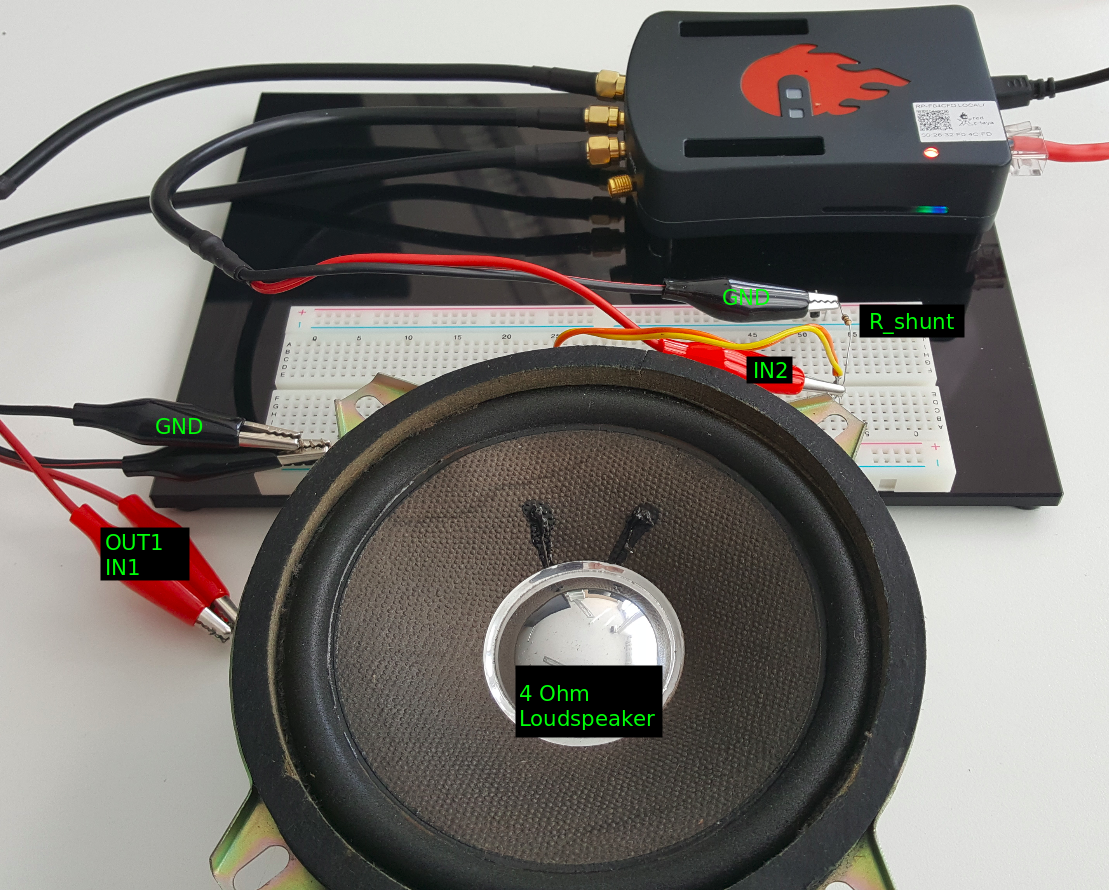 GND
R_shunt
IN2
GND
OUT1
IN1
4 Ohm
Loudspeaker